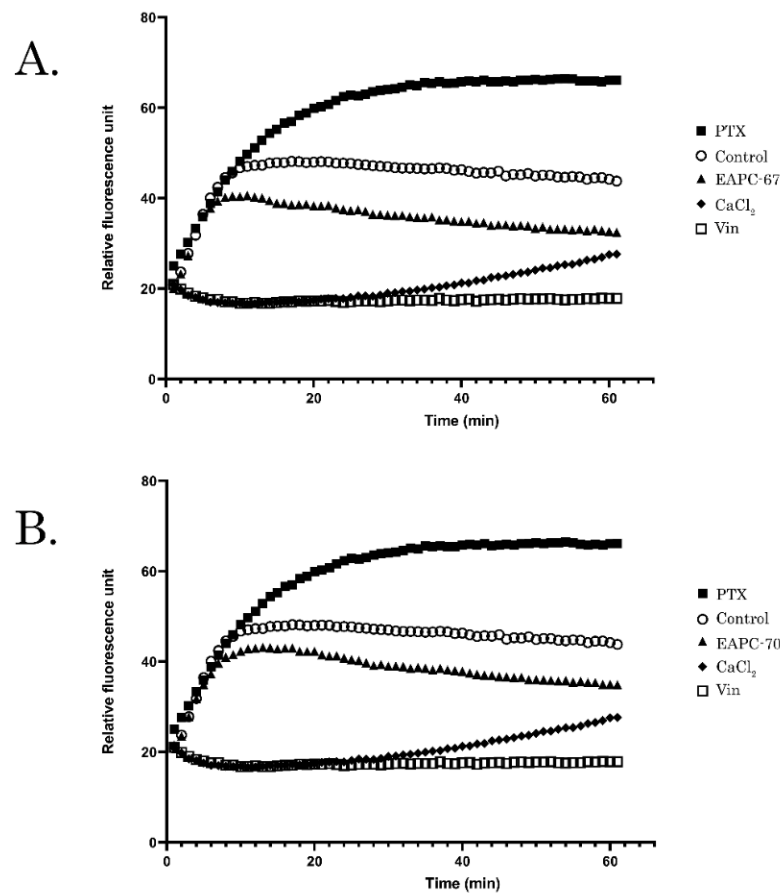 A.
Relative fluorescence unit
80
60
40
20
0
0 20 40 60
Time (min)
PTX
Control
EAPC-67
CaCl₂
Vin
B.
Relative fluorescence unit
80
60
40
20
0
0 20 40 60
Time (min)
PTX
Control
EAPC-70
CaCl₂
Vin